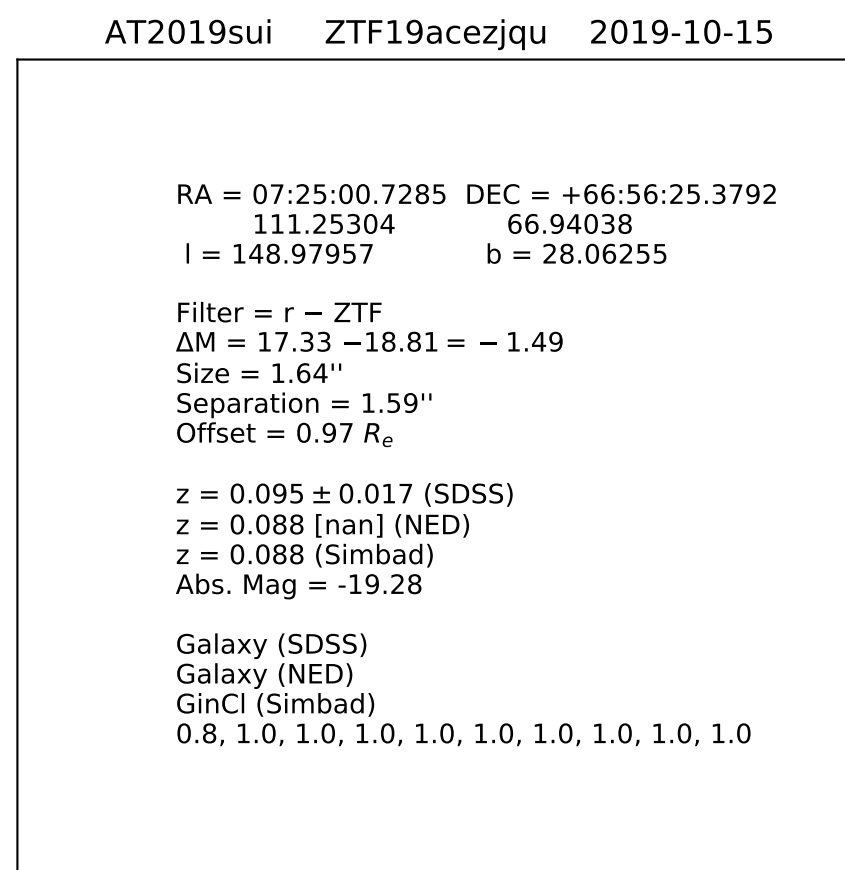 AT2019sui ZTF19acezjqu 2019-10-15
RA = 07:25:00.7285 DEC = +66:56:25.3792
111.25304 66.94038
l = 148.97957 b = 28.06255
Filter = r − ZTF
ΔM = 17.33 −18.81 = − 1.49
Size = 1.64''
Separation = 1.59''
Offset = 0.97 Rₑ
z = 0.095 ± 0.017 (SDSS)
z = 0.088 [nan] (NED)
z = 0.088 (Simbad)
Abs. Mag = -19.28
Galaxy (SDSS)
Galaxy (NED)
GinCl (Simbad)
0.8, 1.0, 1.0, 1.0, 1.0, 1.0, 1.0, 1.0, 1.0, 1.0